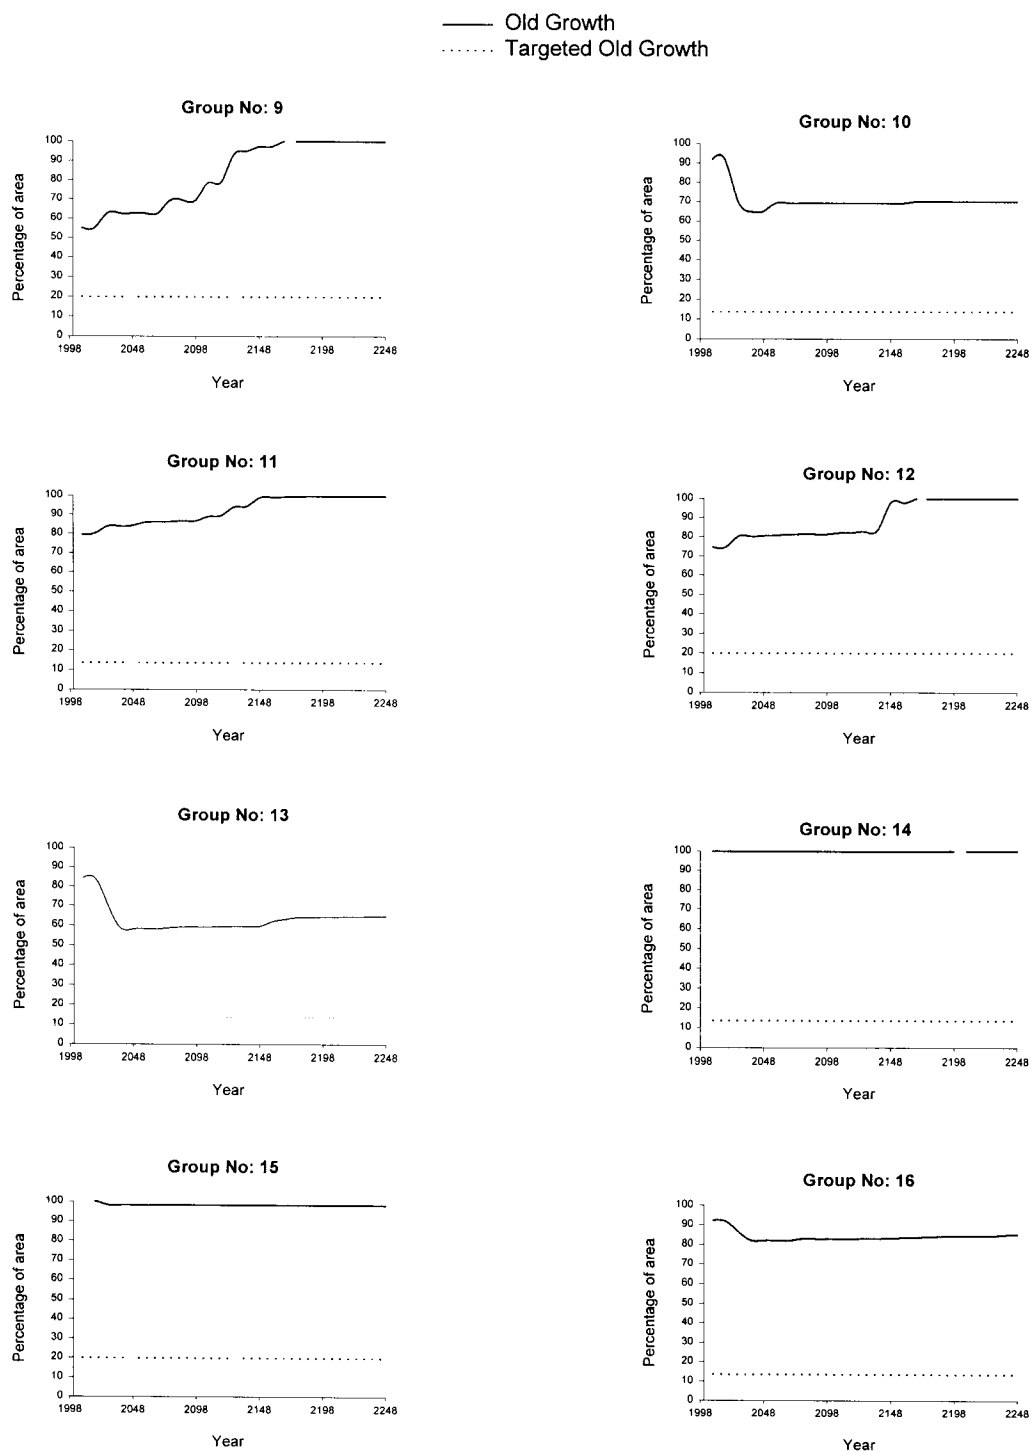 Old Growth
Targeted Old Growth
Group No: 9
Percentage of area
100
90
80
70
60
50
40
30
20
10
0
1998 2048 2098 2148 2198 2248
Year
Group No: 10
Percentage of area
100
90
80
70
60
50
40
30
20
10
0
1998 2048 2098 2148 2198 2248
Year
Group No: 11
Percentage of area
100
90
80
70
60
50
40
30
20
10
0
1998 2048 2098 2148 2198 2248
Year
Group No: 12
Percentage of area
100
90
80
70
60
50
40
30
20
10
0
1998 2048 2098 2148 2198 2248
Year
Group No: 13
Percentage of area
100
90
80
70
60
50
40
30
20
10
0
1998 2048 2098 2148 2198 2248
Year
Group No: 14
Percentage of area
100
90
80
70
60
50
40
30
20
10
0
1998 2048 2098 2148 2198 2248
Year
Group No: 15
Percentage of area
100
90
80
70
60
50
40
30
20
10
0
1998 2048 2098 2148 2198 2248
Year
Group No: 16
Percentage of area
100
90
80
70
60
50
40
30
20
10
0
1998 2048 2098 2148 2198 2248
Year